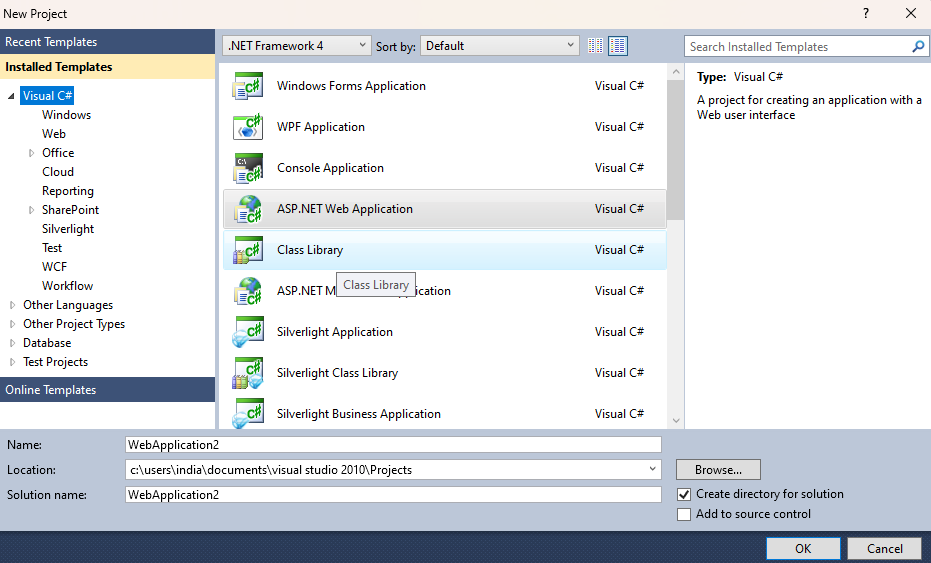 New Project
?
Recent Templates
Installed Templates
Visual C#
Windows
Web
Office
Cloud
Reporting
SharePoint
Silverlight
Test
WCF
Workflow
Other Languages
Other Project Types
Database
Test Projects
Online Templates
.NET Framework 4 Sort by: Default
Windows Forms Application Visual C#
WPF Application Visual C#
Console Application Visual C#
ASP.NET Web Application Visual C#
Class Library Visual C#
Class Library
ASP.NET M ication Visual C#
Silverlight Application Visual C#
Silverlight Class Library Visual C#
Silverlight Business Application Visual C#
Search Installed Templates
Type: Visual C#
A project for creating an application with a
Web user interface
Name: WebApplication2
Location: c:\users\india\documents\visual studio 2010\Projects Browse...
Solution name: WebApplication2
Create directory for solution
Add to source control
OK Cancel